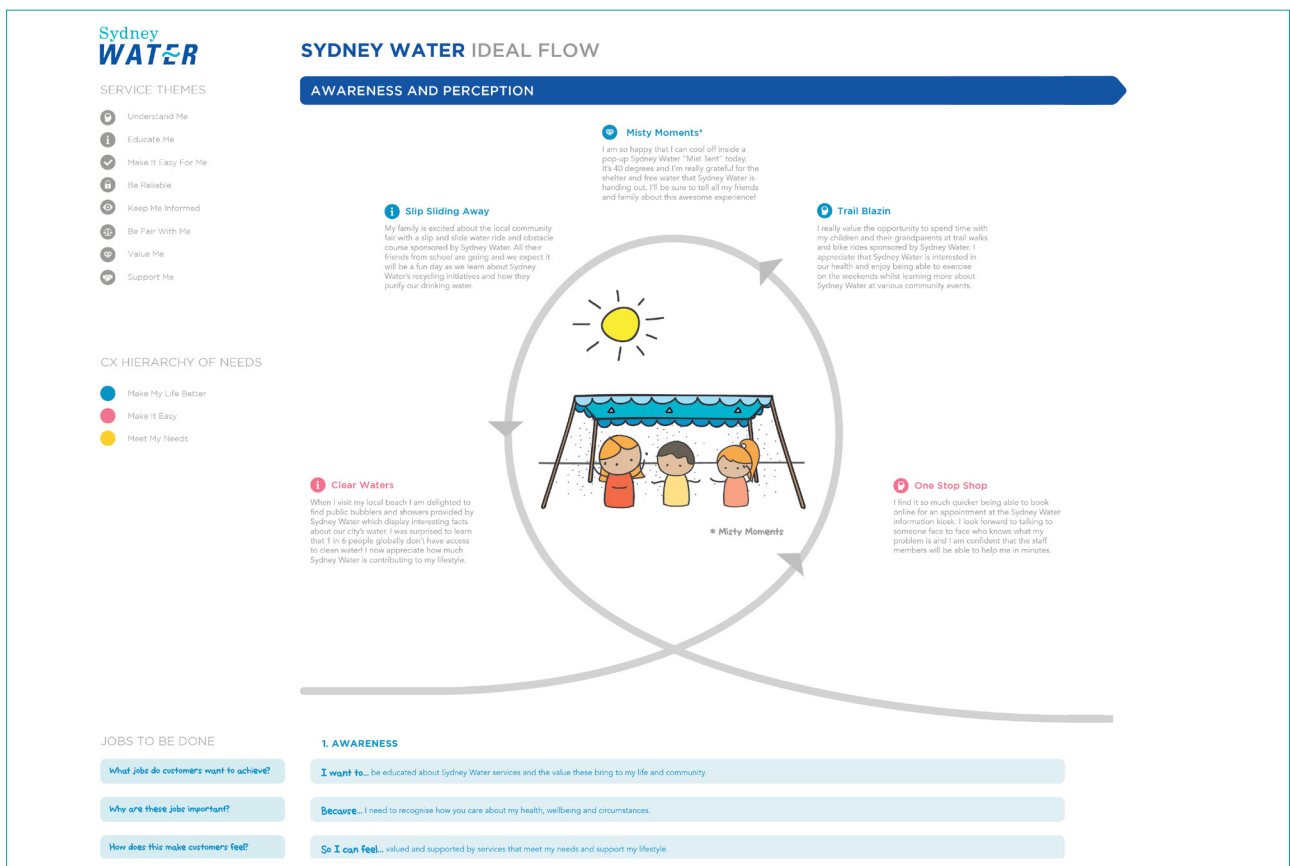 Sydney
WATER
SYDNEY WATER IDEAL FLOW
SERVICE THEMES
Understand Me
Educate Me
Make It Easy For Me
Be Reliable
Keep Me Informed
Be Fair With Me
Value Me
Support Me
CX HIERARCHY OF NEEDS
Make My Life Better
Make It Easy
Meet My Needs
AWARENESS AND PERCEPTION
Misty Moments*
I am so happy that I can cool off inside a
pop-up Sydney Water "Mist Tent" today.
It's 40 degrees and I'm really grateful for the
shelter and free water that Sydney Water is
handing out. I'll be sure to tell all my friends
and family about this awesome experience!
Slip Sliding Away
My family is excited about the local community
fair with a slip and slide water ride and obstacle
course sponsored by Sydney Water. All their
friends from school are going and we expect it
will be a fun day as we learn about Sydney
Water's recycling initiatives and how they
purify our drinking water.
Trail Blazin
I really value the opportunity to spend time with
my children and their grandparents at trail walks
and bike rides sponsored by Sydney Water. I
appreciate that Sydney Water is interested in
our health and enjoy being able to exercise
on the weekends whilst learning more about
Sydney Water at various community events.
Clear Waters
When I visit my local beach I am delighted to
find public bubblers and showers provided by
Sydney Water which display interesting facts
about our city's water. I was surprised to learn
that 1 in 6 people globally don't have access
to clean water! I now appreciate how much
Sydney Water is contributing to my lifestyle.
One Stop Shop
I find it so much quicker being able to book
online for an appointment at the Sydney Water
information kiosk. I look forward to talking to
someone face to face who knows what my
problem is and I am confident that the staff
members will be able to help me in minutes.
* Misty Moments
JOBS TO BE DONE
1. AWARENESS
What jobs do customers want to achieve?
I want to... be educated about Sydney Water services and the value these bring to my life and community.
Why are these jobs important?
Because... I need to recognise how you care about my health, wellbeing and circumstances.
How does this make customers feel?
So I can feel... valued and supported by services that meet my needs and support my lifestyle.